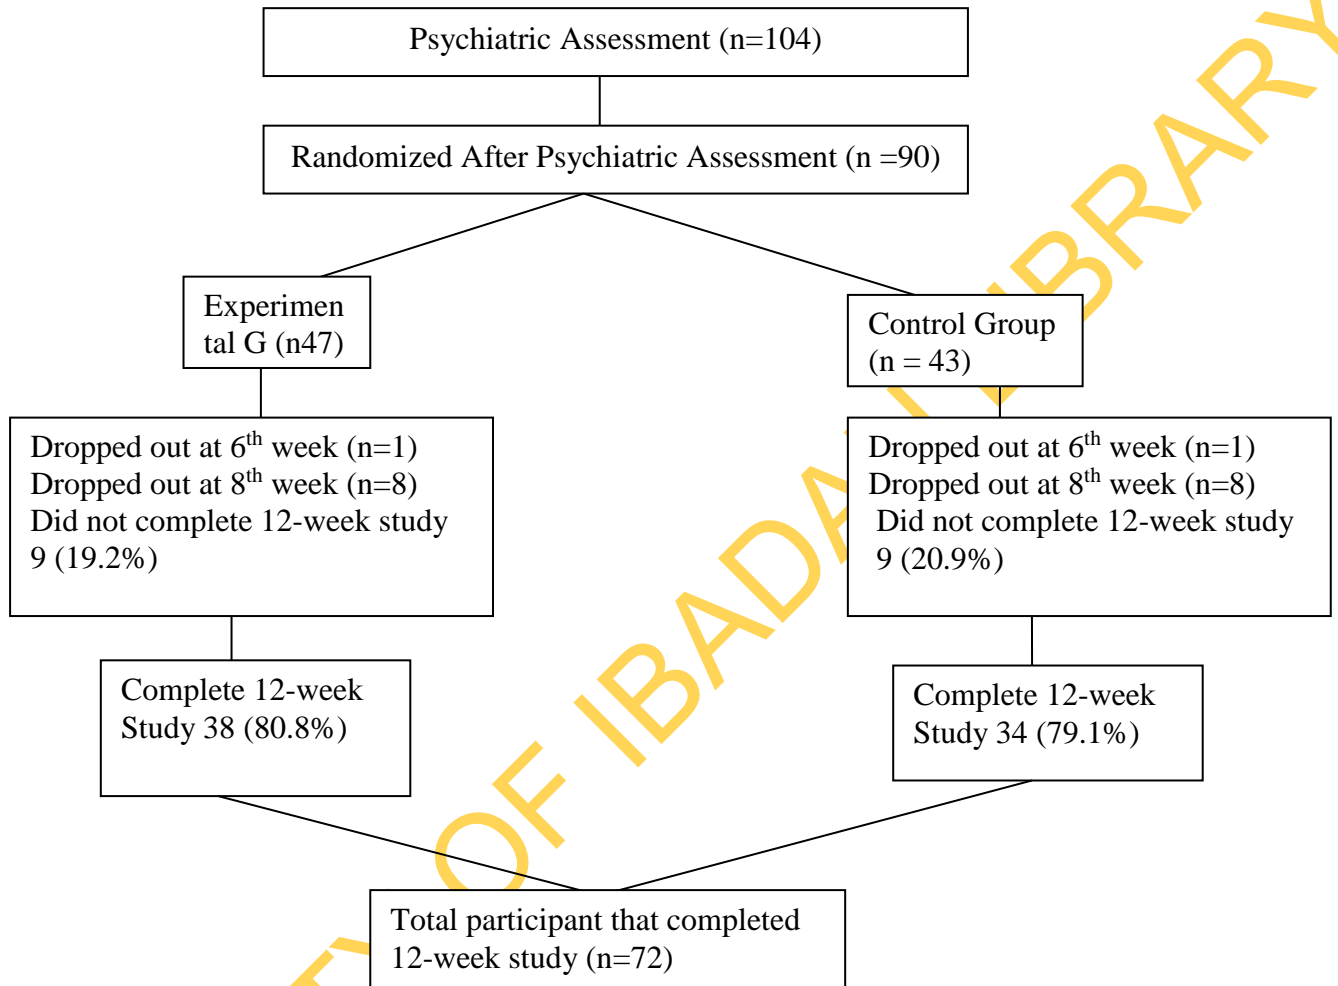 Psychiatric Assessment (n=104)
Randomized After Psychiatric Assessment (n =90)
Experimen
tal G (n47)
Control Group
(n = 43)
Dropped out at 6th week (n=1)
Dropped out at 8th week (n=8)
Did not complete 12-week study
9 (19.2%)
Dropped out at 6th week (n=1)
Dropped out at 8th week (n=8)
Did not complete 12-week study
9 (20.9%)
Complete 12-week
Study 38 (80.8%)
Complete 12-week
Study 34 (79.1%)
Total participant that completed
12-week study (n=72)
OF IBADAN LIBRARY